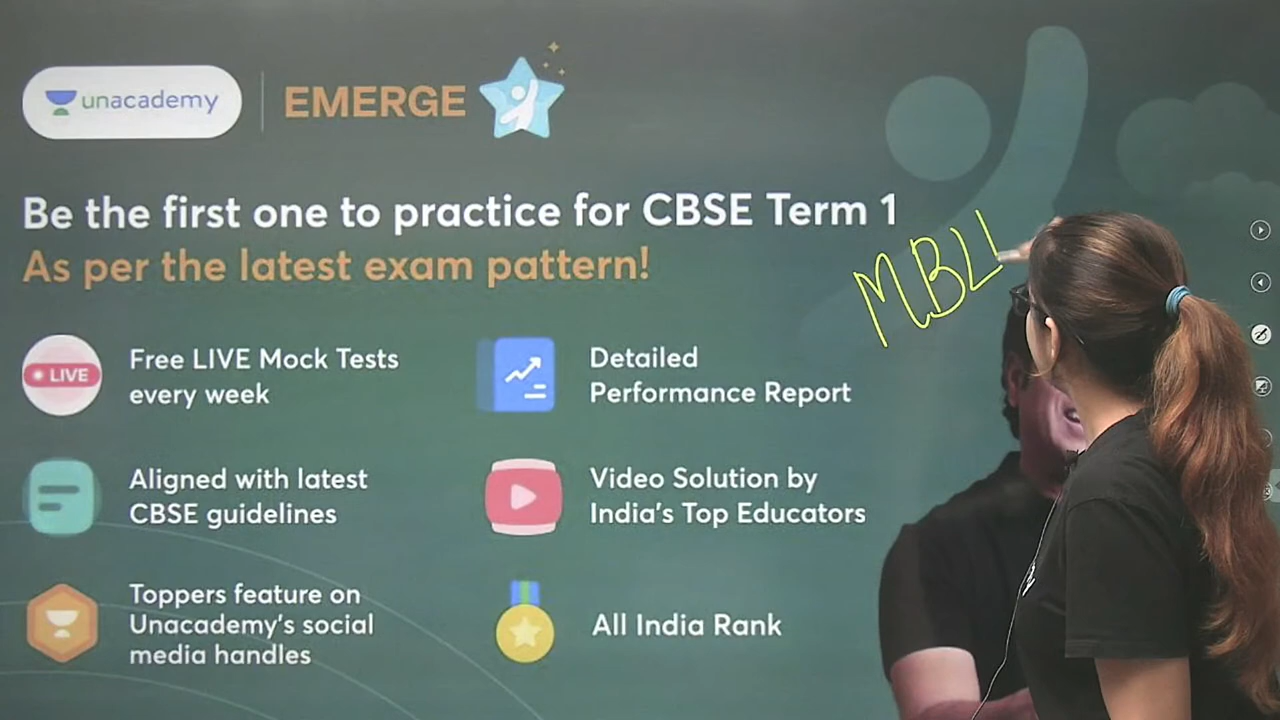 unacademy
EMERGE
Be the first one to practice for CBSE Term 1
As per the latest exam pattern!
MBLI
LIVE
Free LIVE Mock Tests
every week
Detailed
Performance Report
Aligned with latest
CBSE guidelines
Video Solution by
India's Top Educators
Toppers feature on
Unacademy's social
media handles
All India Rank